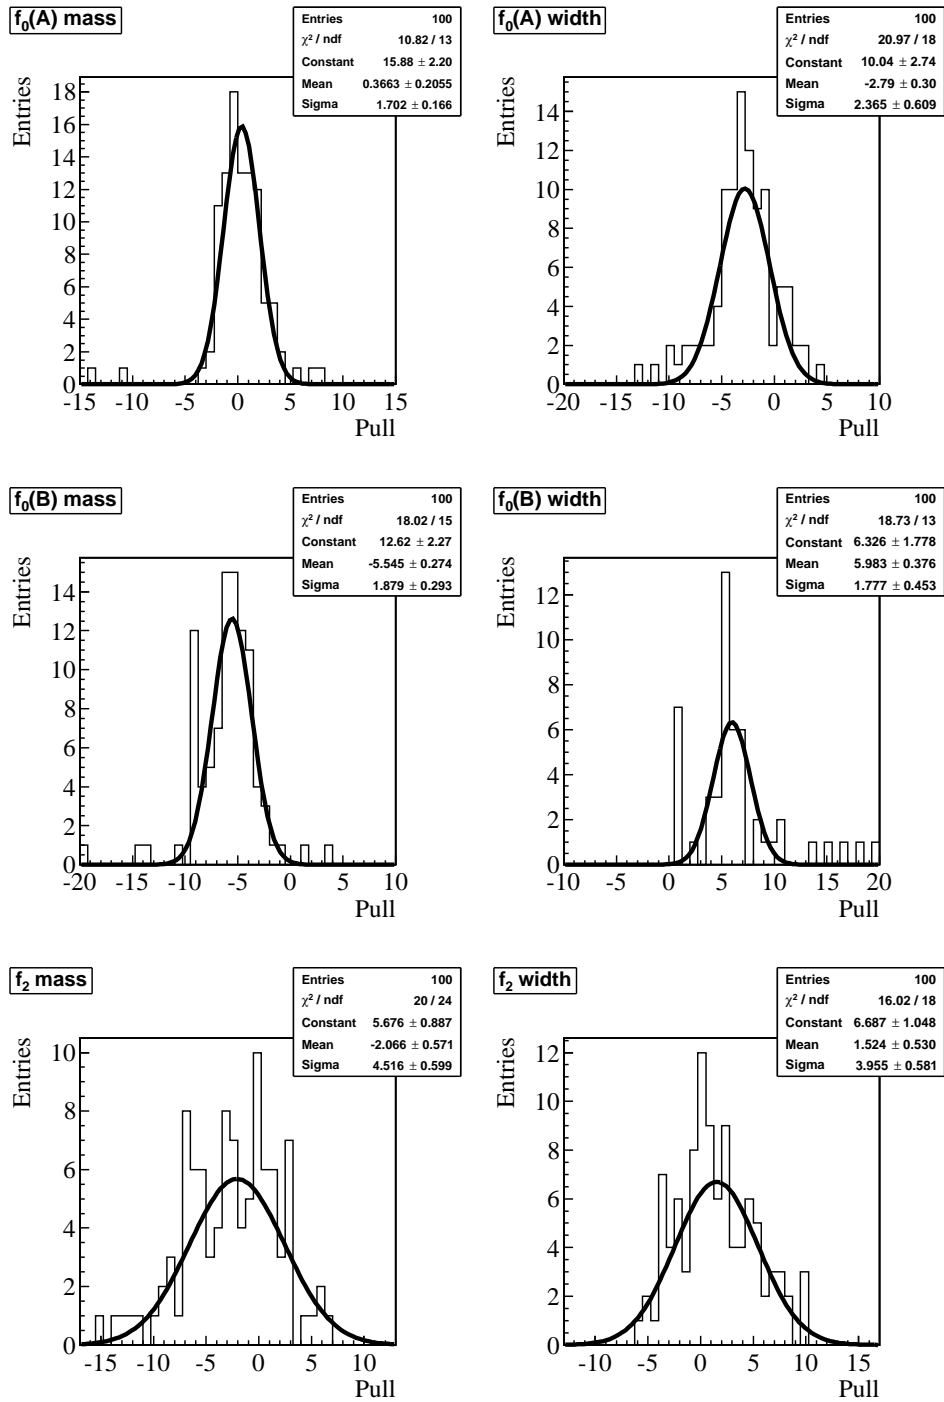 f0(A) mass
Entries 100
χ2 / ndf 10.82 / 13
Constant 15.88 ± 2.20
Mean 0.3663 ± 0.2055
Sigma 1.702 ± 0.166
Entries
18
16
14
12
10
8
6
4
2
0
-15 -10 -5 0 5 10 15
Pull
f0(A) width
Entries 100
χ2 / ndf 20.97 / 18
Constant 10.04 ± 2.74
Mean -2.79 ± 0.30
Sigma 2.365 ± 0.609
Entries
14
12
10
8
6
4
2
0
-20 -15 -10 -5 0 5 10
Pull
f0(B) mass
Entries 100
χ2 / ndf 18.02 / 15
Constant 12.62 ± 2.27
Mean -5.545 ± 0.274
Sigma 1.879 ± 0.293
Entries
14
12
10
8
6
4
2
0
-20 -15 -10 -5 0 5 10
Pull
f0(B) width
Entries 100
χ2 / ndf 18.73 / 13
Constant 6.326 ± 1.778
Mean 5.983 ± 0.376
Sigma 1.777 ± 0.453
Entries
12
10
8
6
4
2
0
-10 -5 0 5 10 15 20
Pull
f2 mass
Entries 100
χ2 / ndf 20 / 24
Constant 5.676 ± 0.887
Mean -2.066 ± 0.571
Sigma 4.516 ± 0.599
Entries
10
8
6
4
2
0
-15 -10 -5 0 5 10
Pull
f2 width
Entries 100
χ2 / ndf 16.02 / 18
Constant 6.687 ± 1.048
Mean 1.524 ± 0.530
Sigma 3.955 ± 0.581
Entries
12
10
8
6
4
2
0
-10 -5 0 5 10 15
Pull